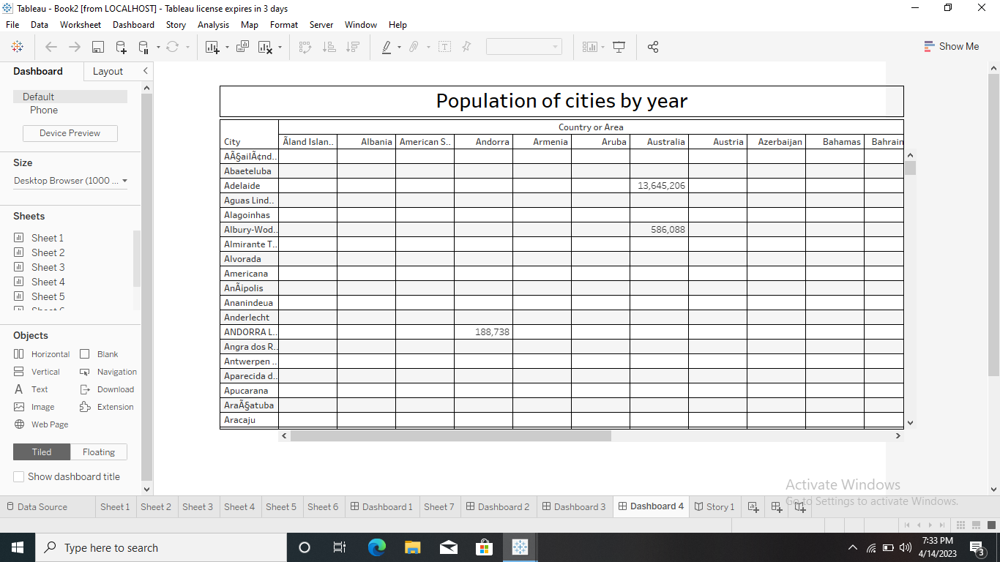 Tableau - Book2 [from LOCALHOST] - Tableau license expires in 3 days
File Data Worksheet Dashboard Story Analysis Map Format Server Window Help
Show Me
Dashboard Layout
Default
Phone
Device Preview
Size
Desktop Browser (1000 ...
Sheets
Sheet 1
Sheet 2
Sheet 3
Sheet 4
Sheet 5
Objects
Horizontal Blank
Vertical Navigation
Text Download
Image Extension
Web Page
Tiled Floating
Show dashboard title
Population of cities by year
Country or Area
City Ãland Islan.. Albania American S.. Andorra Armenia Aruba Australia Austria Azerbaijan Bahamas Bahrain
AÃ§ailÃ¢nd..
Abaeteluba
Adelaide 13,645,206
Aguas Lind..
Alagoinhas
Albury-Wod.. 586,088
Almirante T..
Alvorada
Americana
AnÃipolis
Ananindeua
Anderlecht
ANDORRA L.. 188,738
Angra dos R..
Antwerpen ..
Aparecida d..
Apucarana
AraÃ§atuba
Aracaju
Activate Windows
Go to Settings to activate Windows.
Data Source Sheet 1 Sheet 2 Sheet 3 Sheet 4 Sheet 5 Sheet 6 Dashboard 1 Sheet 7 Dashboard 2 Dashboard 3 Dashboard 4 Story 1
Type here to search
7:33 PM
4/14/2023
3